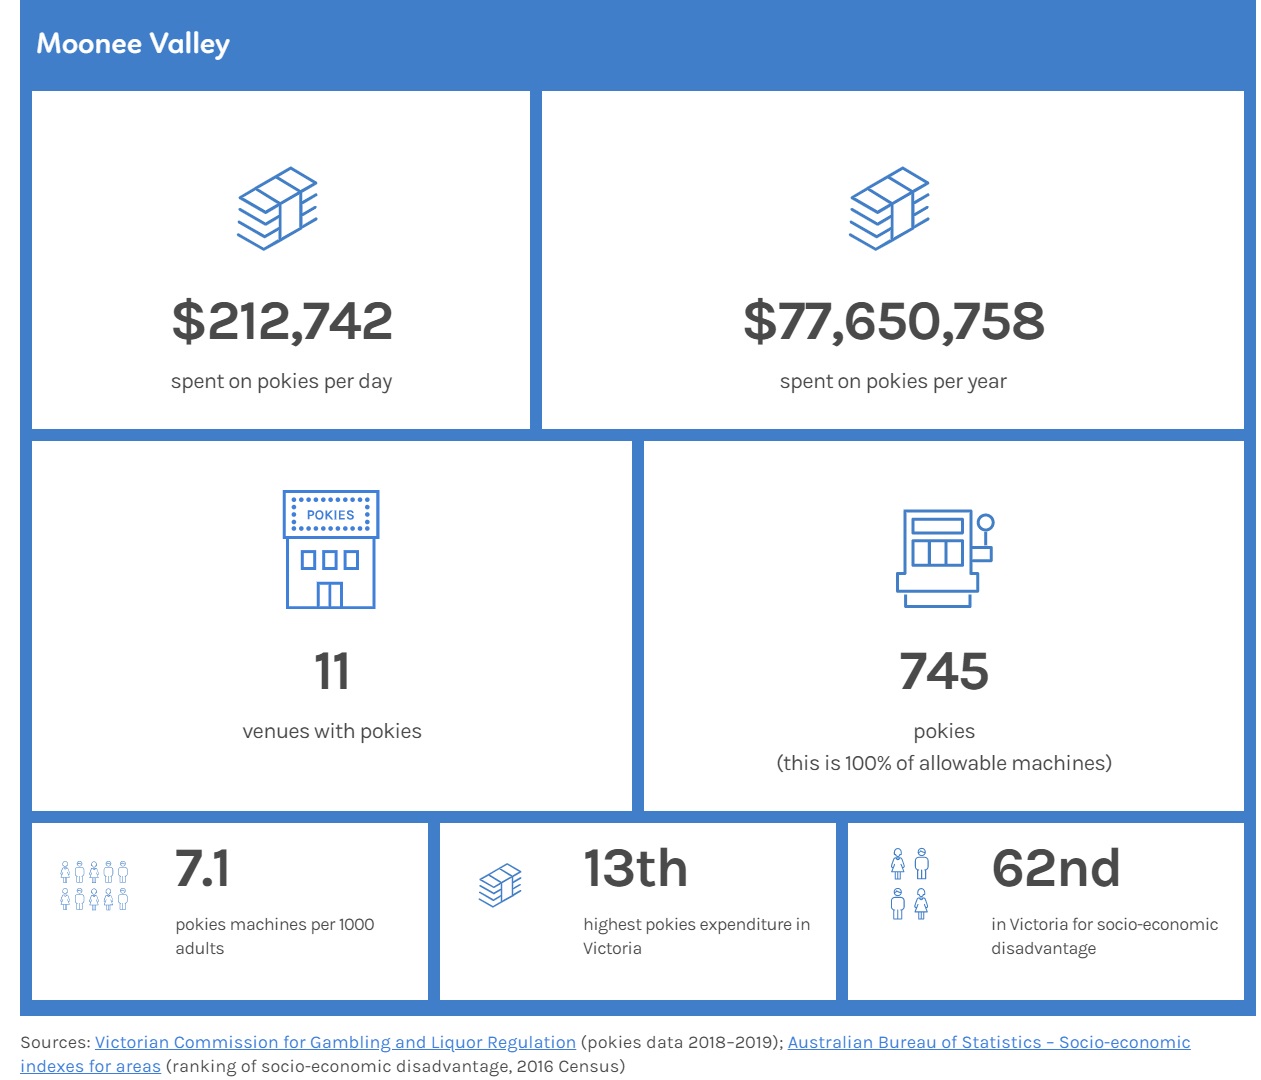 Moonee Valley
$212,742
spent on pokies per day
$77,650,758
spent on pokies per year
POKIES
11
venues with pokies
745
pokies
(this is 100% of allowable machines)
7.1
pokies machines per 1000
adults
13th
highest pokies expenditure in
Victoria
62nd
in Victoria for socio-economic
disadvantage
Sources: Victorian Commission for Gambling and Liquor Regulation (pokies data 2018–2019); Australian Bureau of Statistics – Socio-economic
indexes for areas (ranking of socio-economic disadvantage, 2016 Census)